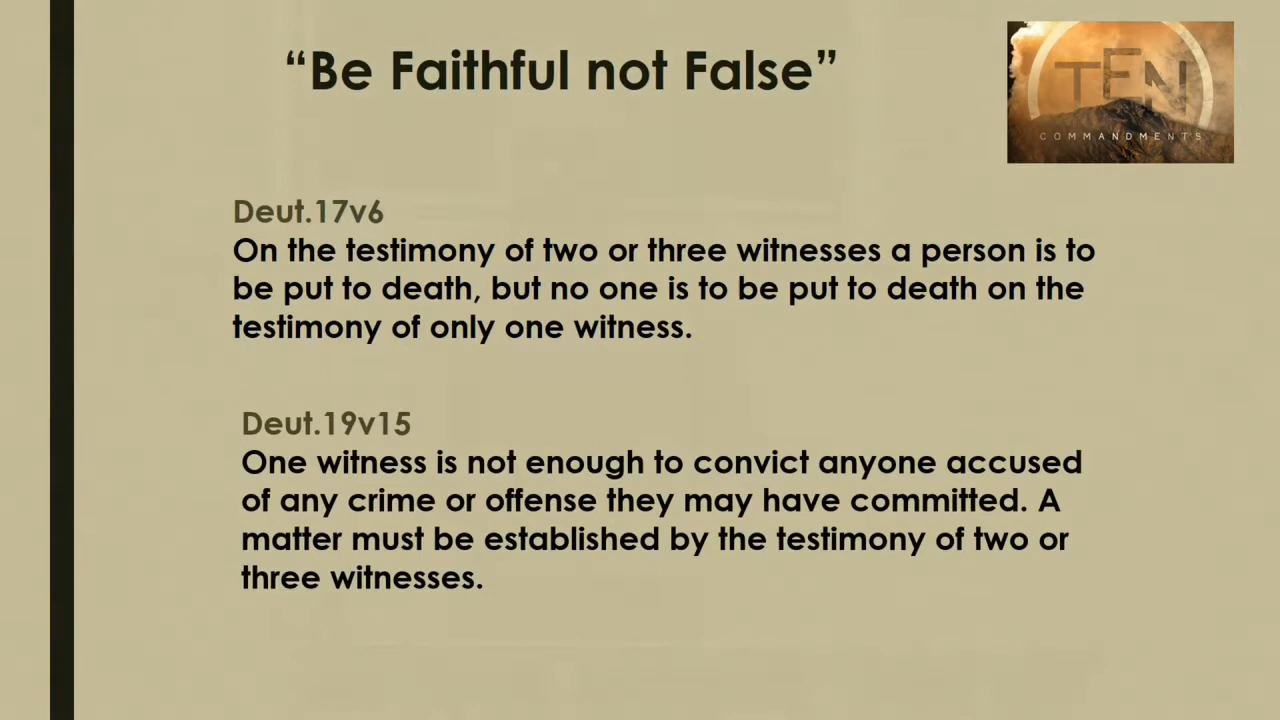 “Be Faithful not False”
TEN
COMMANDMENTS
Deut.17v6
On the testimony of two or three witnesses a person is to
be put to death, but no one is to be put to death on the
testimony of only one witness.
Deut.19v15
One witness is not enough to convict anyone accused
of any crime or offense they may have committed. A
matter must be established by the testimony of two or
three witnesses.